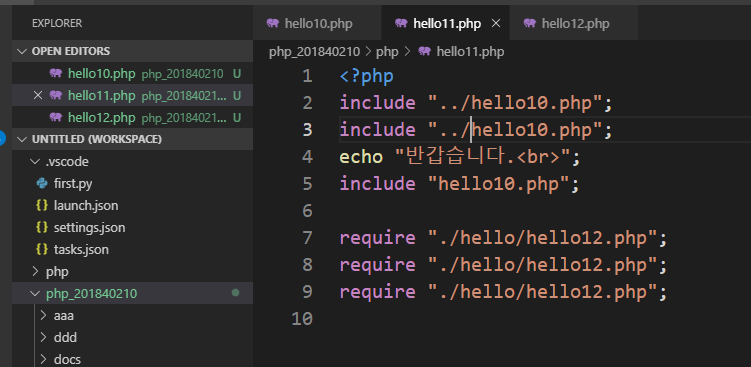 EXPLORER
OPEN EDITORS
hello10.php php_201840210 U
hello11.php php_20184021... U
hello12.php php_20184021... U
UNTITLED (WORKSPACE)
.vscode
first.py
{} launch.json
{} settings.json
{} tasks.json
php
php_201840210
aaa
ddd
docs
hello10.php hello11.php hello12.php
php_201840210 > php > hello11.php
1 <?php
2 include "../hello10.php";
3 include "../hello10.php";
4 echo "반갑습니다.<br>";
5 include "hello10.php";
6
7 require "./hello/hello12.php";
8 require "./hello/hello12.php";
9 require "./hello/hello12.php";
10